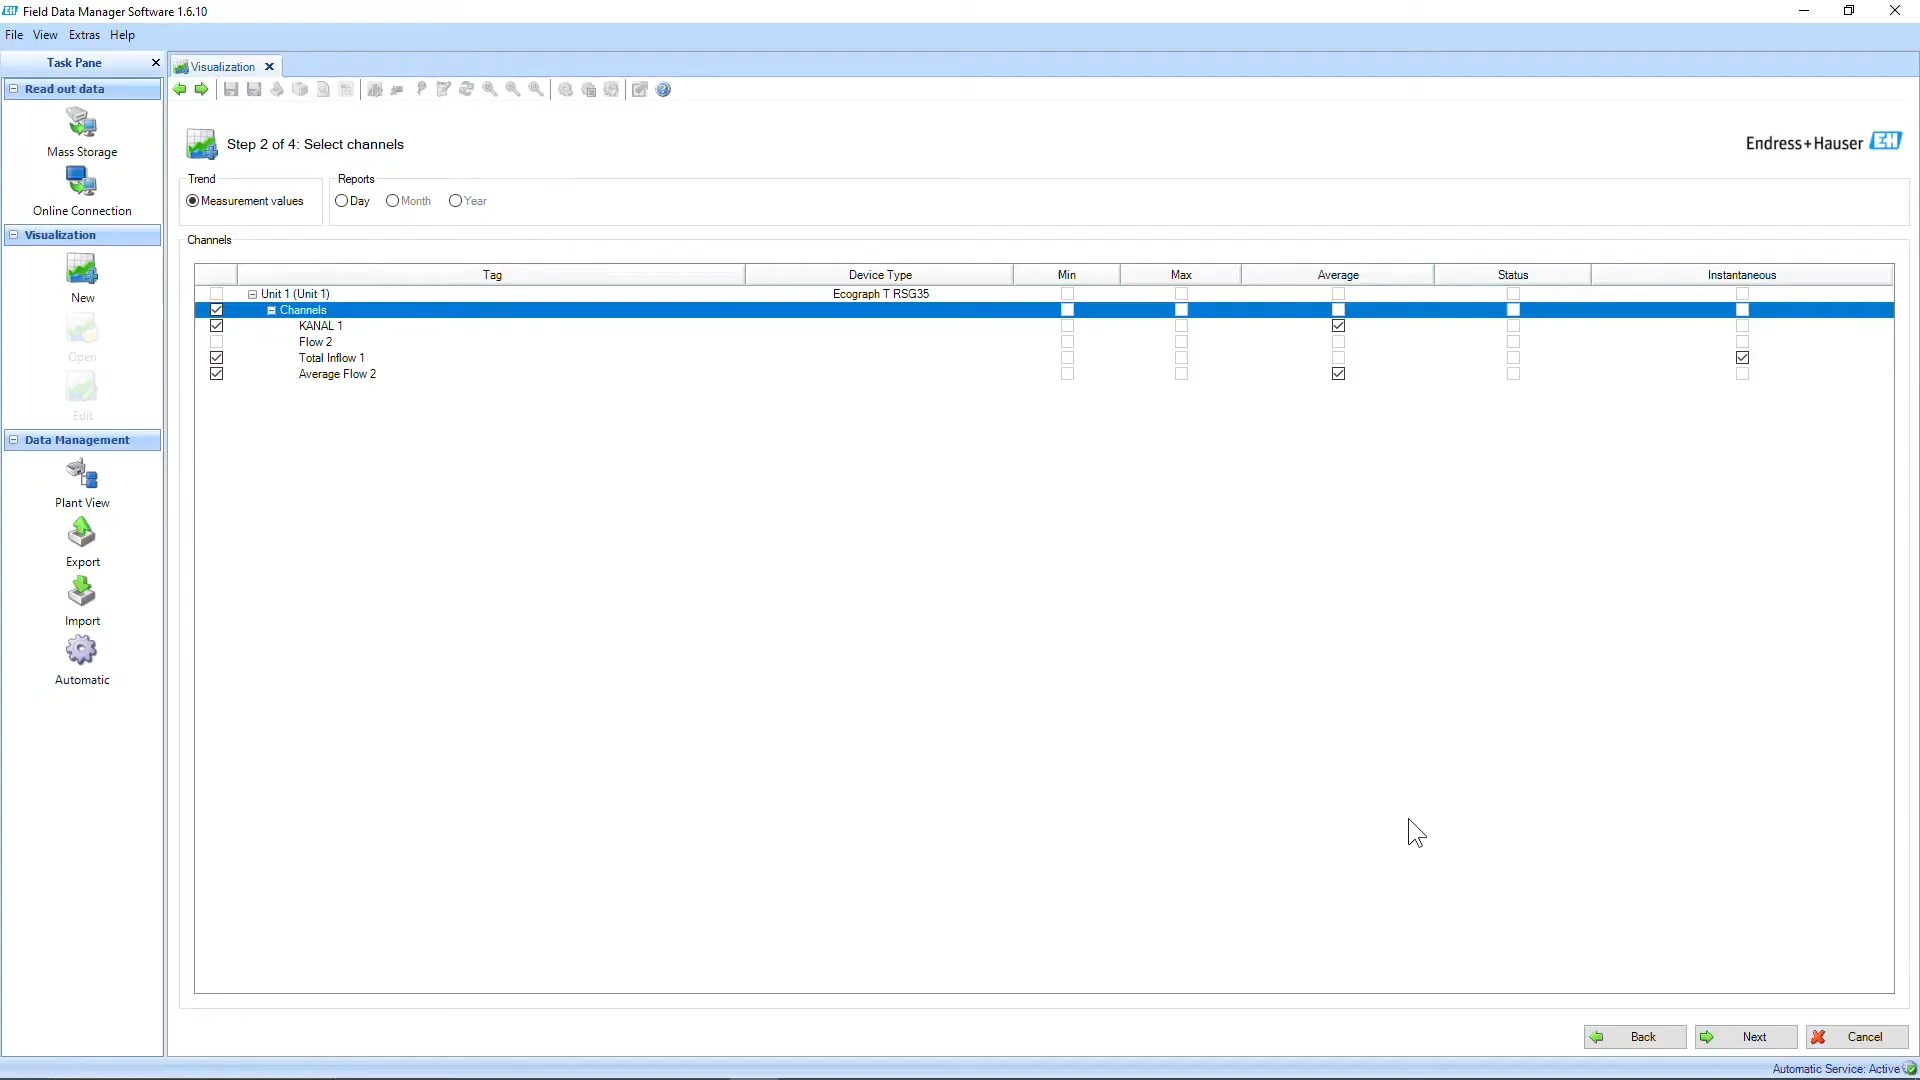 Field Data Manager Software 1.6.10
File View Extras Help
Task Pane
Visualization
Read out data
Mass Storage
Online Connection
Visualization
New
Open
Edit
Data Management
Plant View
Export
Import
Automatic
Step 2 of 4: Select channels
Endress+Hauser EH
Trend
Measurement values
Reports
Day Month Year
Channels
Tag Device Type Min Max Average Status Instantaneous
Unit 1 (Unit 1) Ecograph T RSG35
Channels
KANAL 1
Flow 2
Total Inflow 1
Average Flow 2
Back Next Cancel
Automatic Service: Active